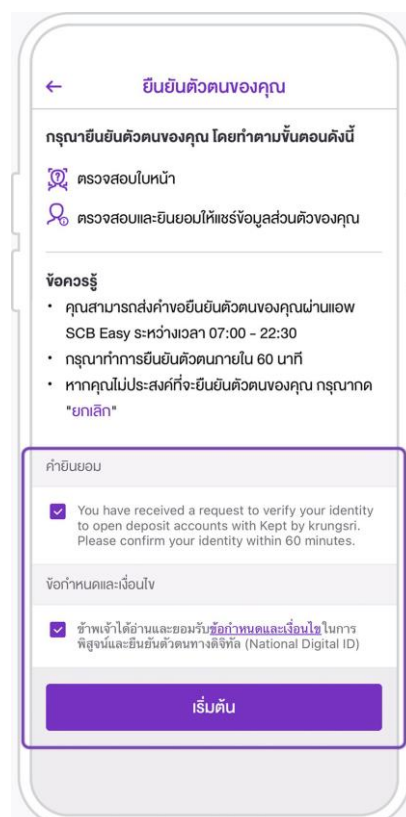 ยืนยันตัวตนของคุณ
กรุณายืนยันตัวตนของคุณ โดยทำตามขั้นตอนดังนี้
ตรวจสอบใบหน้า
ตรวจสอบและยินยอมให้แชร์ข้อมูลส่วนตัวของคุณ
ข้อควรรู้
• คุณสามารถส่งคำขอยืนยันตัวตนของคุณผ่านแอพ
SCB Easy ระหว่างเวลา 07:00 - 22:30
• กรุณาทำการยืนยันตัวตนภายใน 60 นาที
• หากคุณไม่ประสงค์ที่จะยืนยันตัวตนของคุณ กรุณากด
"ยกเลิก"
คำยินยอม
You have received a request to verify your identity
to open deposit accounts with Kept by krungsri.
Please confirm your identity within 60 minutes.
ข้อกำหนดและเงื่อนไข
ข้าพเจ้าได้อ่านและยอมรับข้อกำหนดและเงื่อนไขในการ
พิสูจน์และยืนยันตัวตนทางดิจิทัล (National Digital ID)
เริ่มต้น